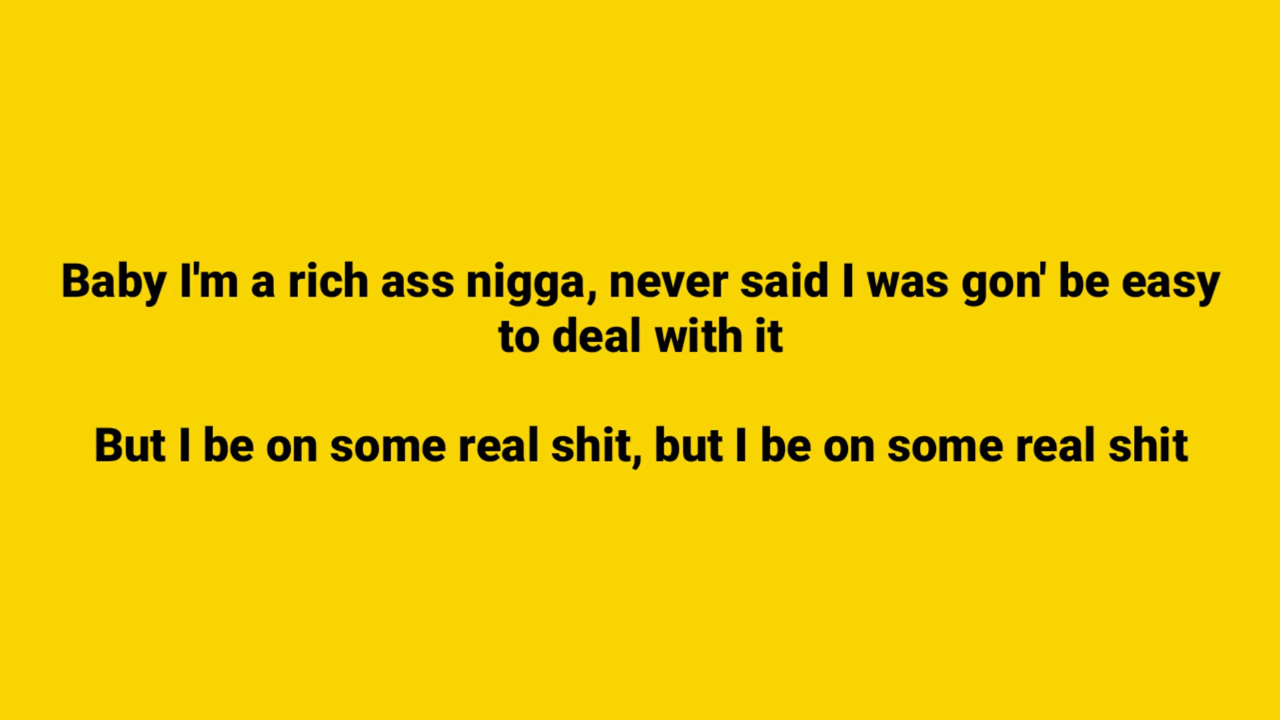 Baby I'm a rich ass nigga, never said I was gon' be easy
to deal with it
But I be on some real shit, but I be on some real shit